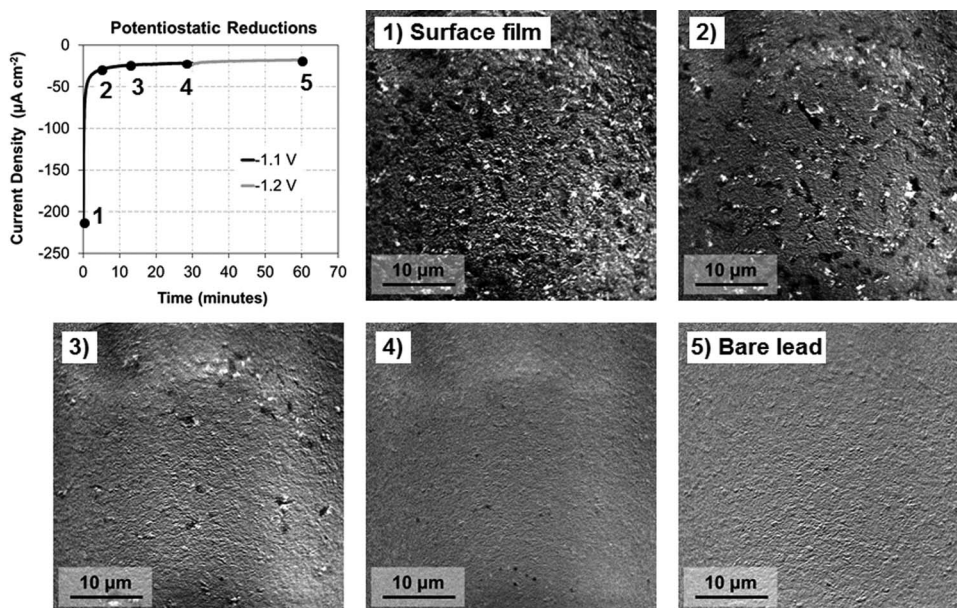 Potentiostatic Reductions
Current Density (µA cm⁻²)
0
-50
-100
-150
-200
-250
0
10
20
30
40
50
60
70
Time (minutes)
1
2
3
4
5
-1.1 V
-1.2 V
1) Surface film
10 µm
2)
10 µm
3)
10 µm
4)
10 µm
5) Bare lead
10 µm